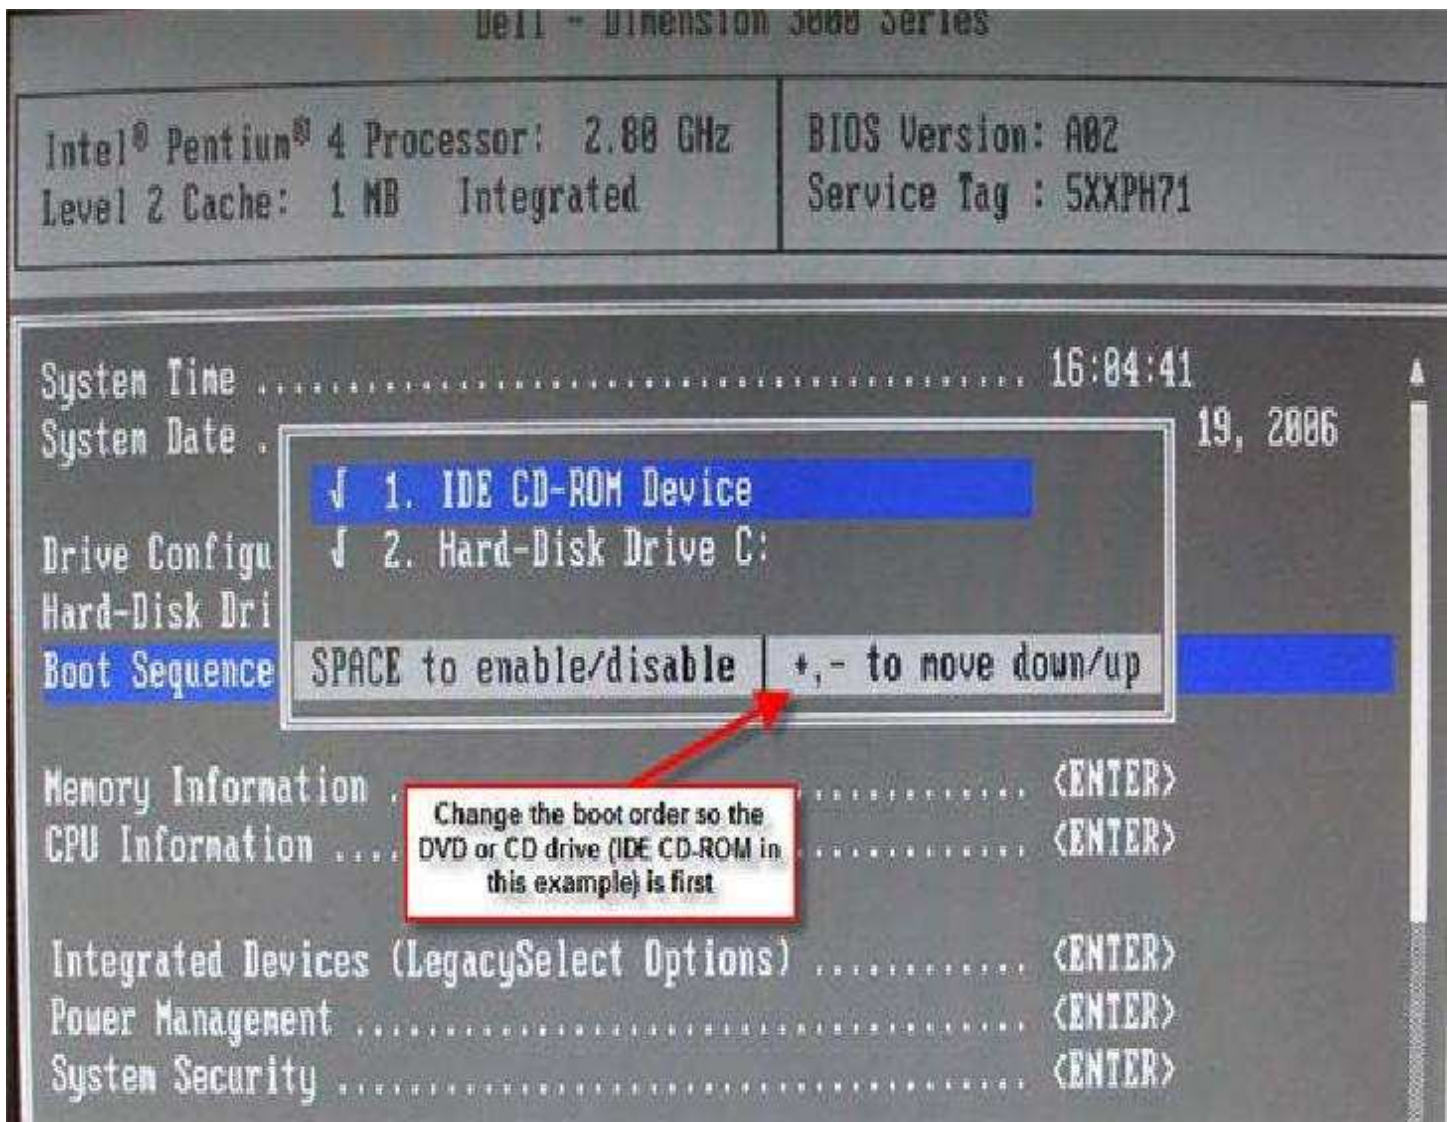 Dell - Dimension 3000 Series
Intel® Pentium® 4 Processor: 2.80 GHz
Level 2 Cache: 1 MB Integrated
BIOS Version: A02
Service Tag : 5XXPH71
System Time ........................................ 16:04:41
System Date . 19, 2006
√ 1. IDE CD-ROM Device
√ 2. Hard-Disk Drive C:
SPACE to enable/disable | +,- to move down/up
Drive Configu
Hard-Disk Dri
Boot Sequence
Change the boot order so the
DVD or CD drive (IDE CD-ROM in
this example) is first
Memory Information ............ <ENTER>
CPU Information ............ <ENTER>
Integrated Devices (LegacySelect Options) ............ <ENTER>
Power Management ..................................... <ENTER>
System Security ...................................... <ENTER>